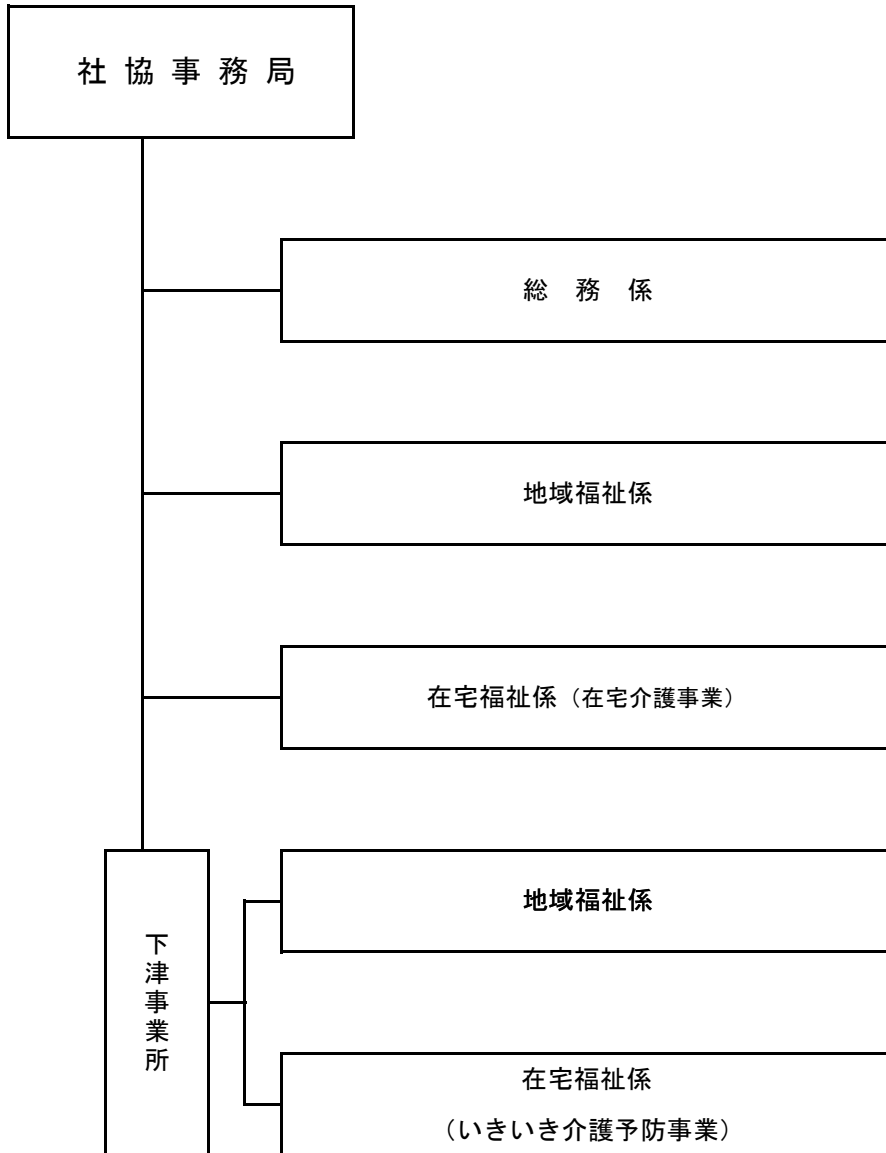 社 協 事 務 局
総　務　係
地域福祉係
在宅福祉係（在宅介護事業）
下津事業所
地域福祉係
在宅福祉係
（いきいき介護予防事業）